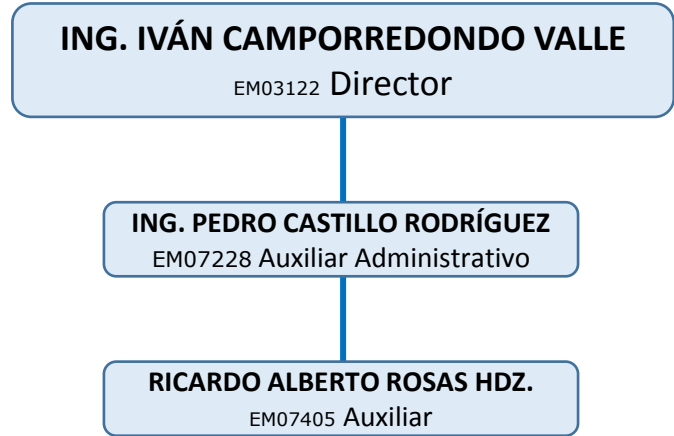 ING. IVÁN CAMPORREDONDO VALLE
EM03122 Director
ING. PEDRO CASTILLO RODRÍGUEZ
EM07228 Auxiliar Administrativo
RICARDO ALBERTO ROSAS HDZ.
EM07405 Auxiliar